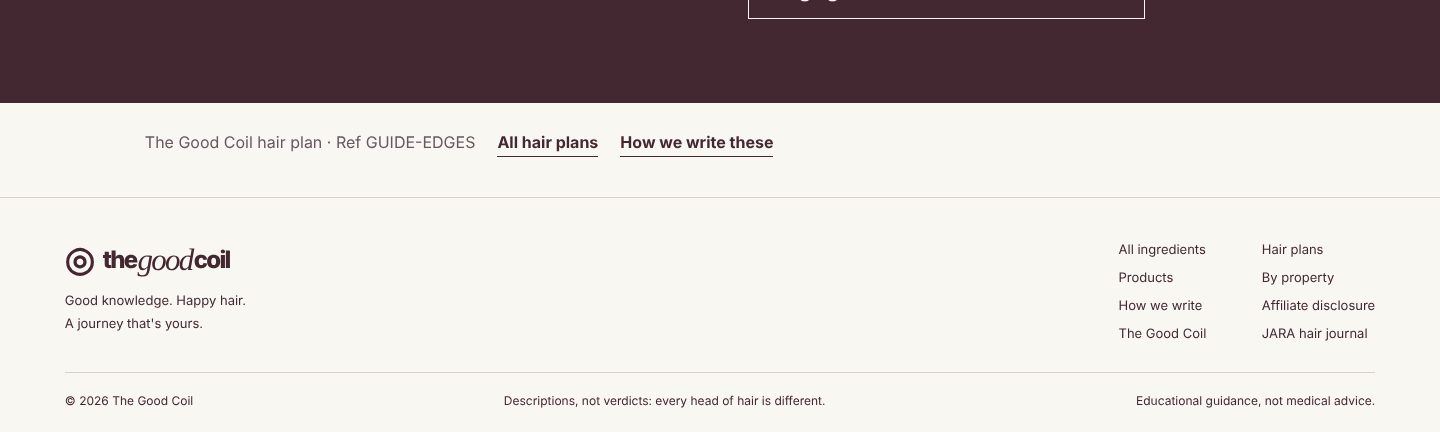 The Good Coil hair plan · Ref GUIDE-EDGES All hair plans How we write these
thegoodcoil
Good knowledge. Happy hair.
A journey that's yours.
All ingredients
Products
How we write
The Good Coil
Hair plans
By property
Affiliate disclosure
JARA hair journal
© 2026 The Good Coil
Descriptions, not verdicts: every head of hair is different.
Educational guidance, not medical advice.